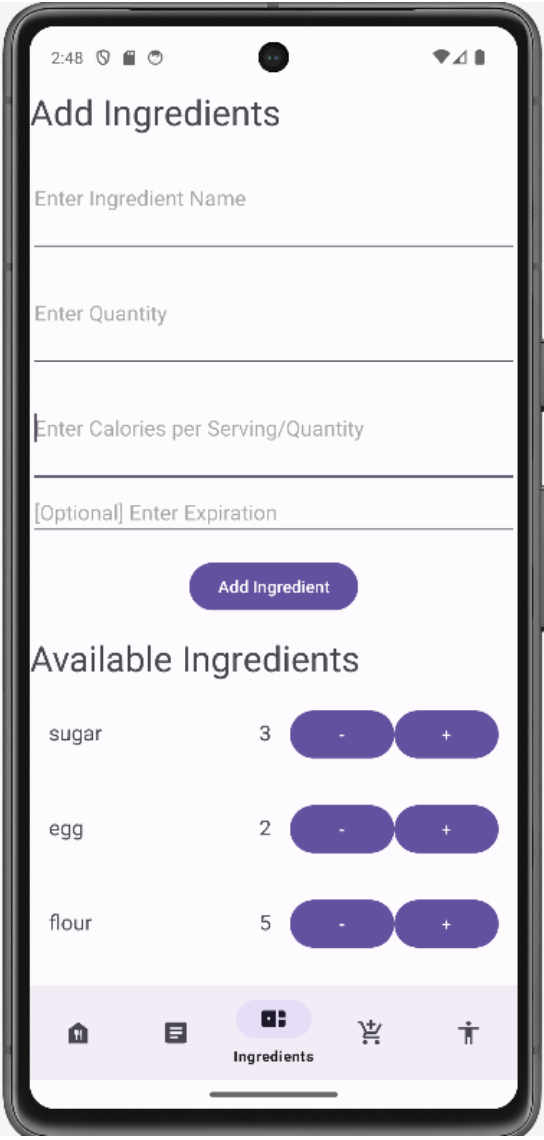 2:48
Add Ingredients
Enter Ingredient Name
Enter Quantity
Enter Calories per Serving/Quantity
[Optional] Enter Expiration
Add Ingredient
Available Ingredients
sugar 3 - +
egg 2 - +
flour 5 - +
Ingredients